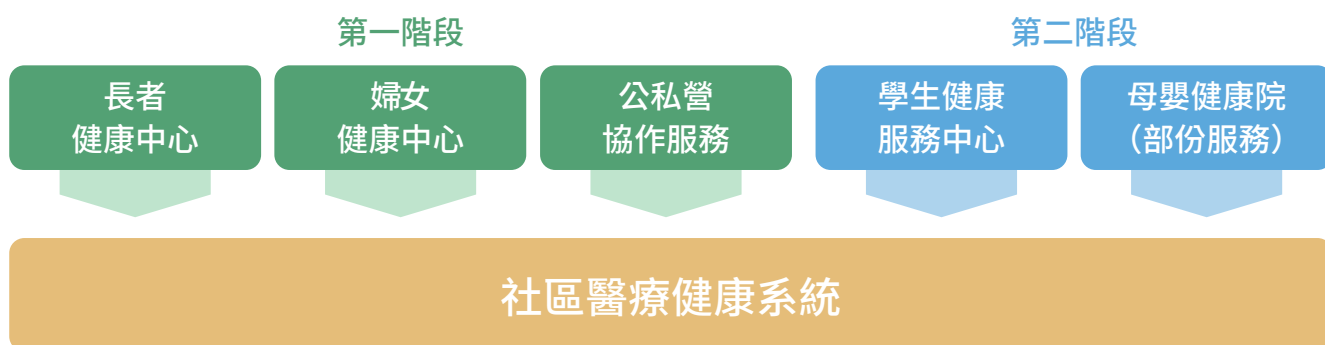 第一階段
第二階段
長者
健康中心
婦女
健康中心
公私營
協作服務
學生健康
服務中心
母嬰健康院
（部份服務）
社區醫療健康系統